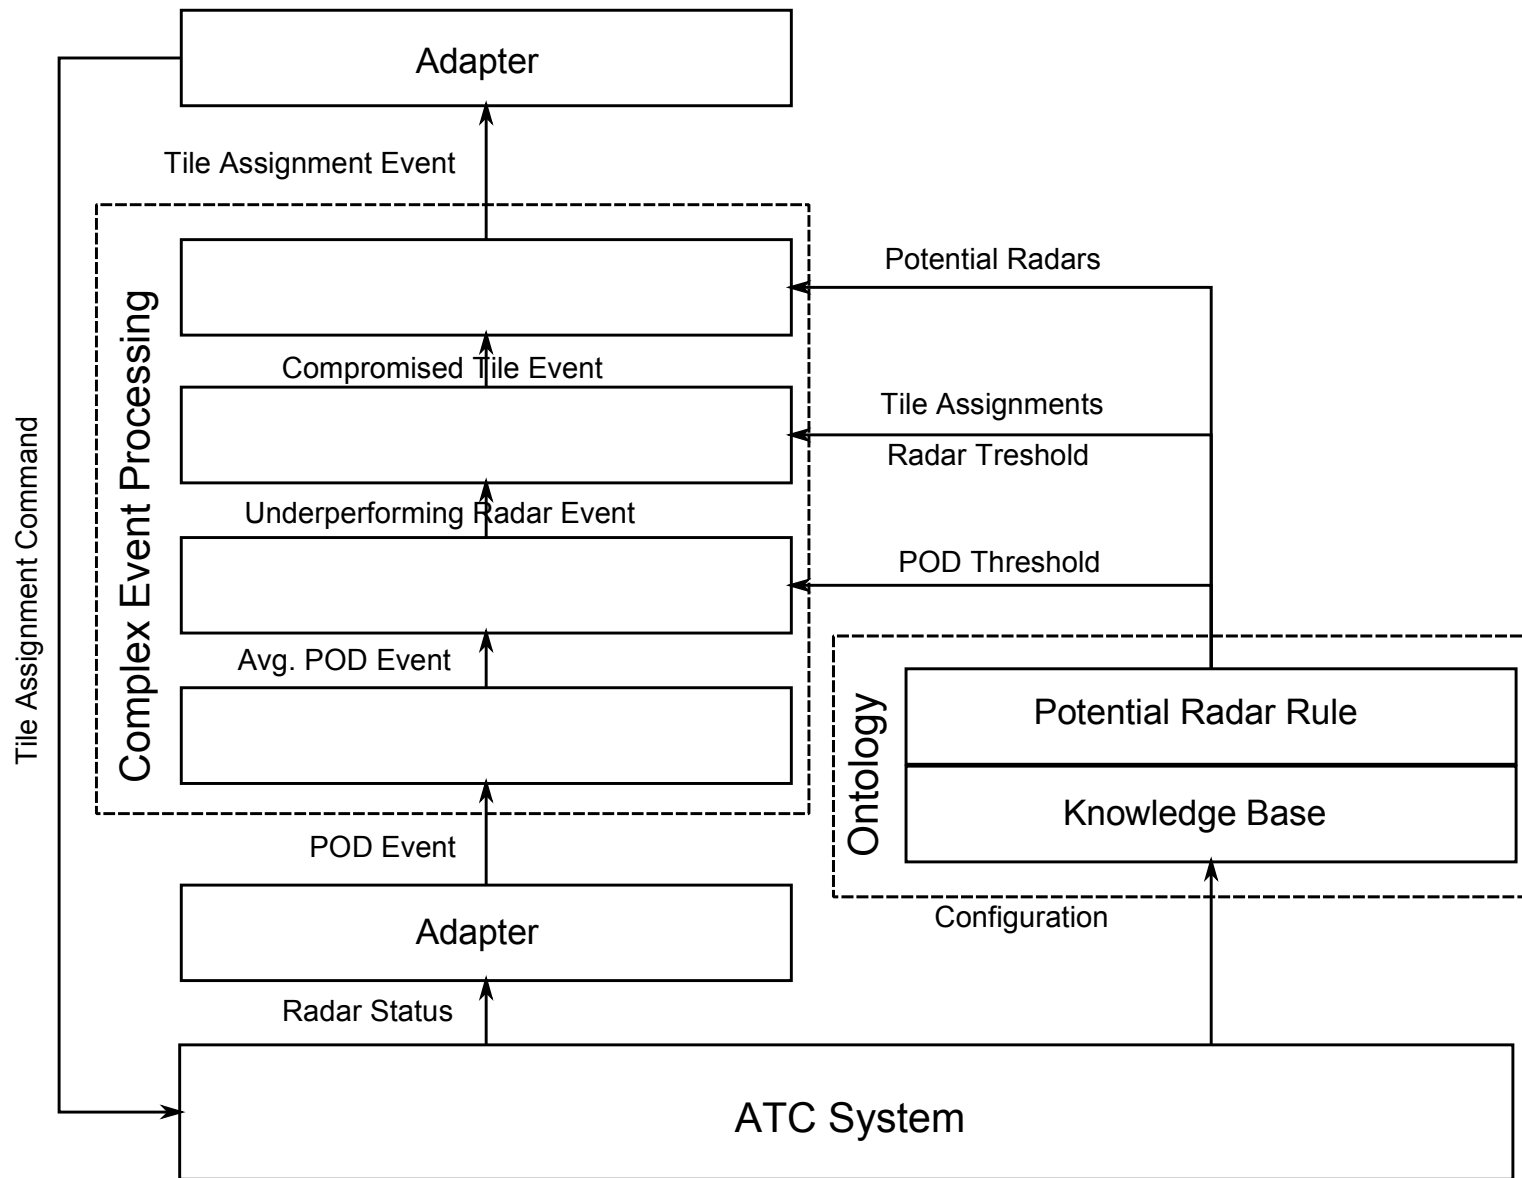 Adapter
Tile Assignment Event
Potential Radars
Compromised Tile Event
Tile Assignments
Radar Treshold
Underperforming Radar Event
POD Threshold
Avg. POD Event
Complex Event Processing
Tile Assignment Command
Potential Radar Rule
Knowledge Base
Ontology
POD Event
Configuration
Adapter
Radar Status
ATC System